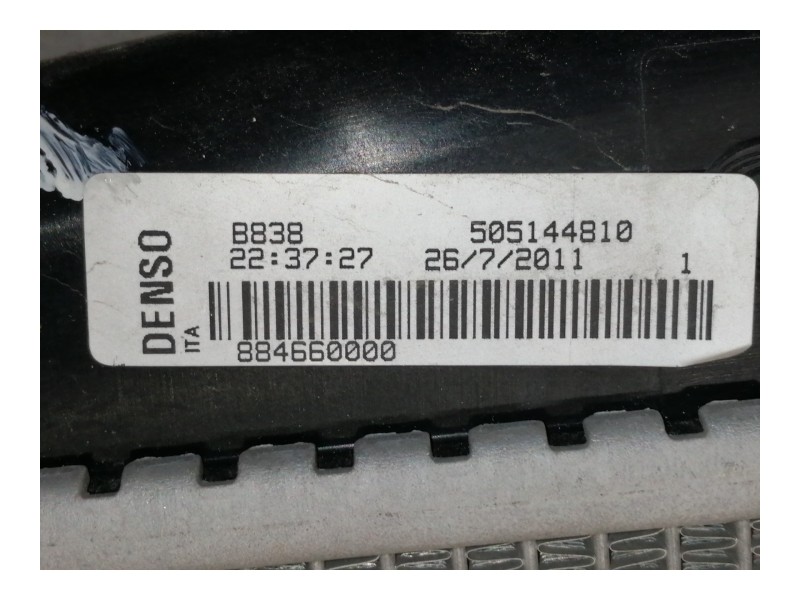 DENSO
ITA
B838 505144810
22:37:27 26/7/2011 1
884660000